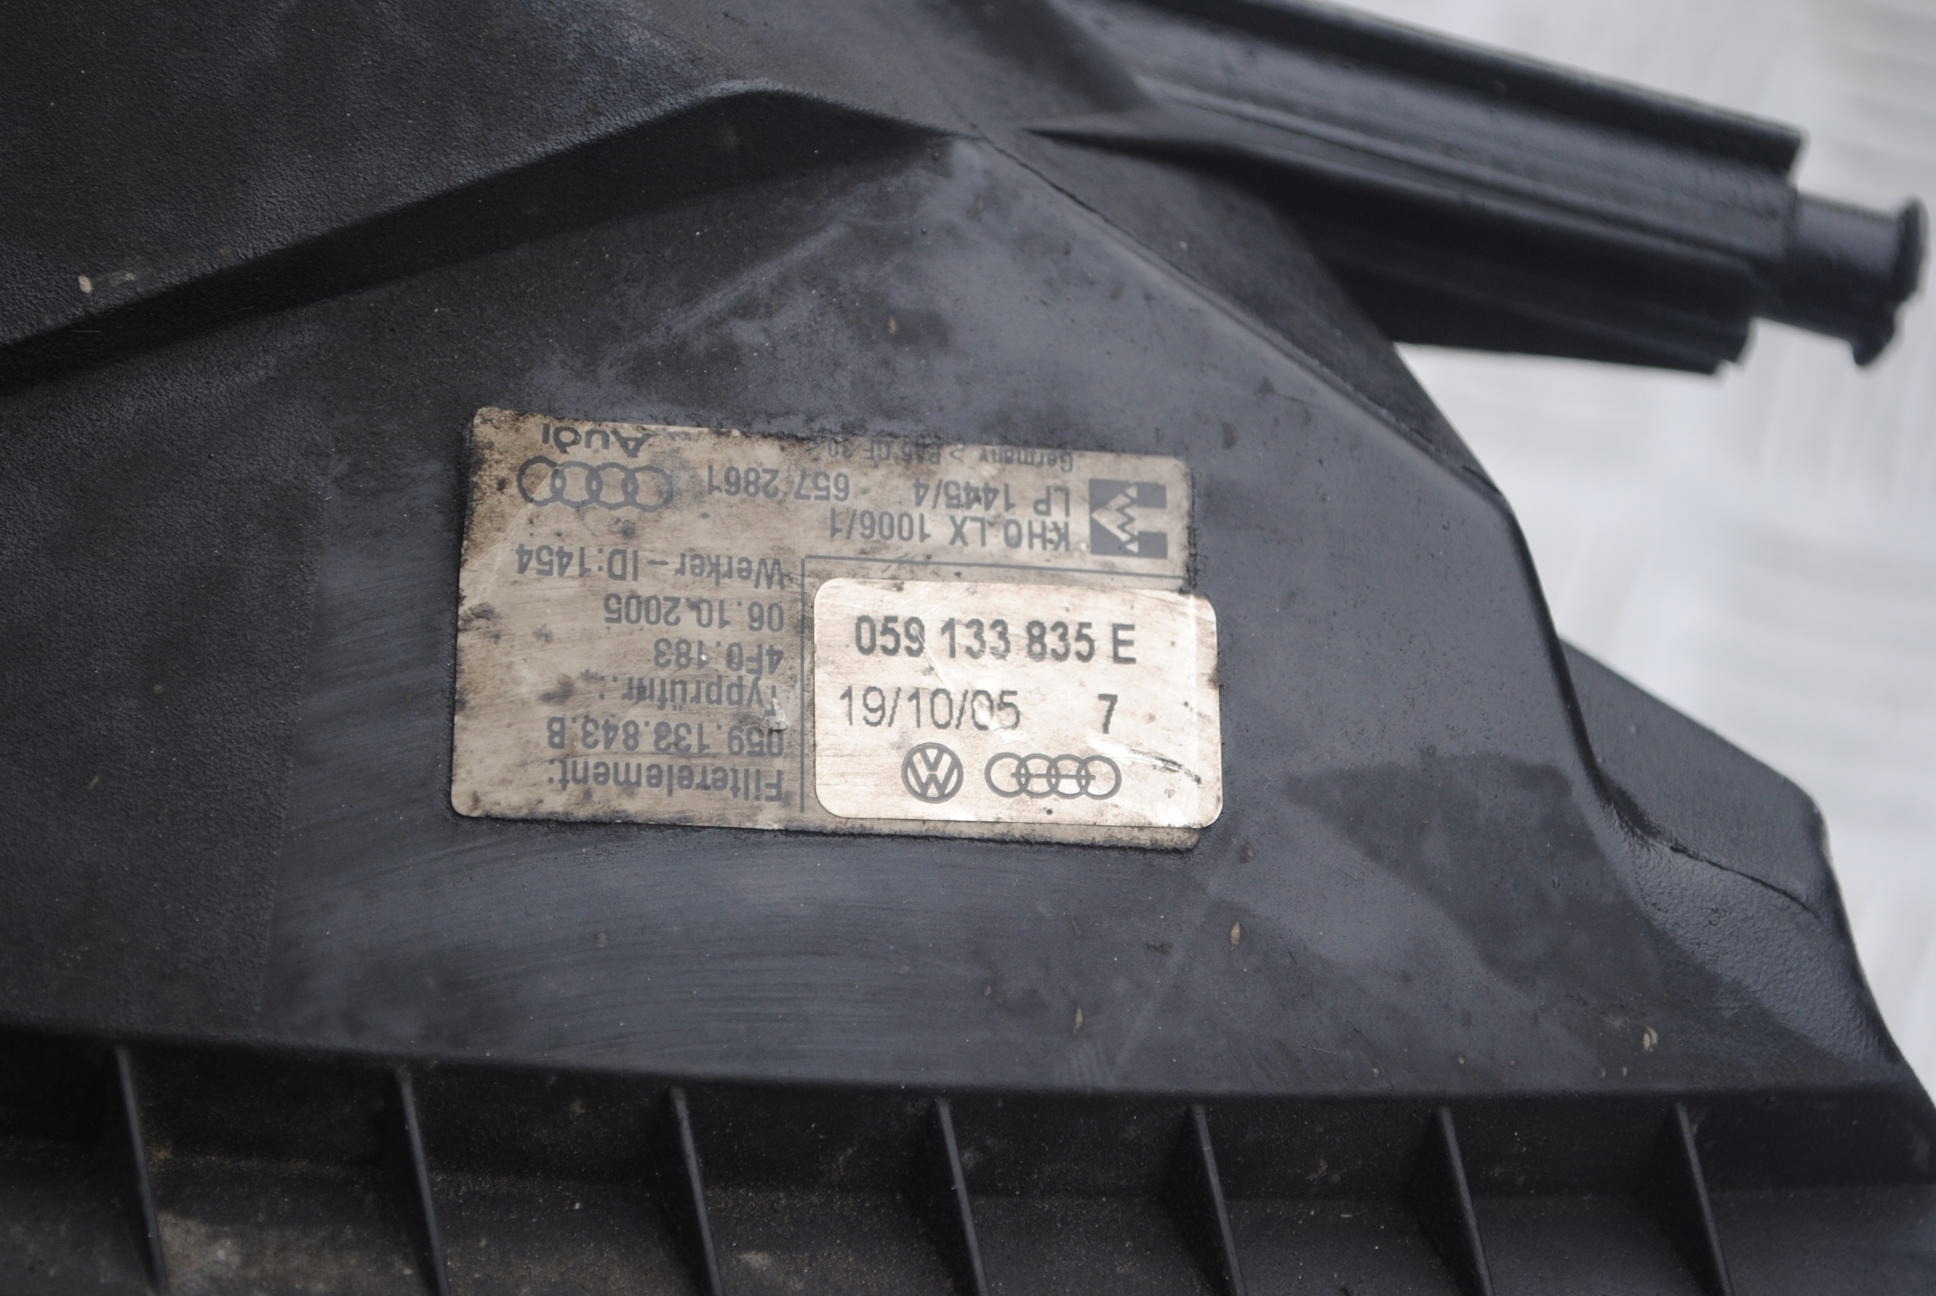 059 133 835 E
19/10/05 7
Filterelement:
059.133.843.B
Typprüfnr.:
4F0.183
06.10.2005
Werker-ID:1454
KHO LX 1006/1
LP 1445/4 657 2861
Germany
Audi